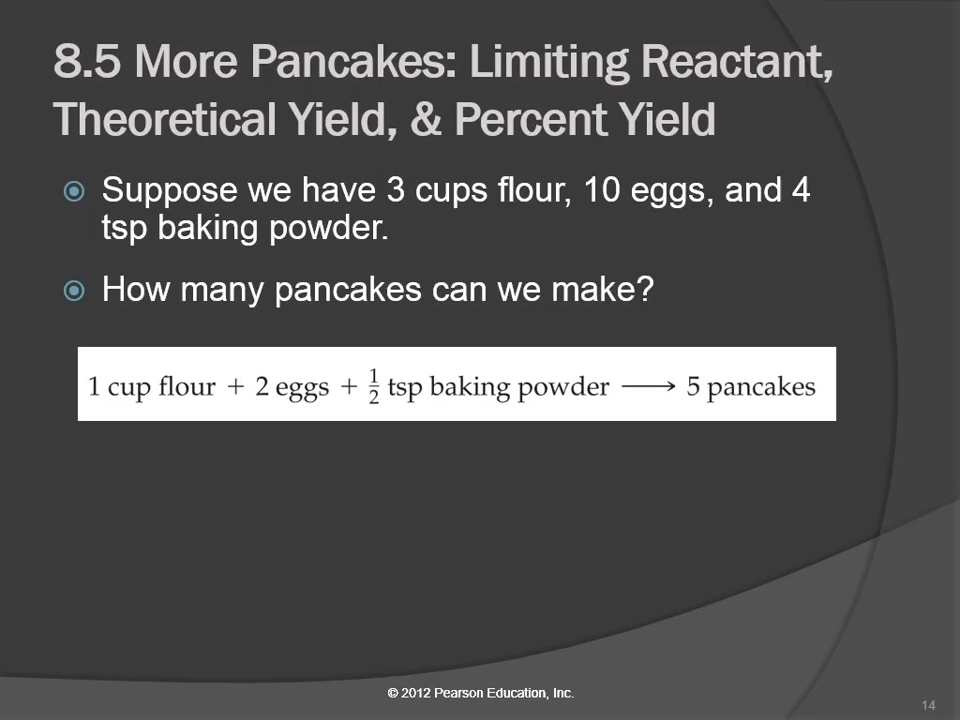 8.5 More Pancakes: Limiting Reactant,
Theoretical Yield, & Percent Yield
Suppose we have 3 cups flour, 10 eggs, and 4
tsp baking powder.
How many pancakes can we make?
1 cup flour + 2 eggs + 1/2 tsp baking powder ⟶ 5 pancakes
© 2012 Pearson Education, Inc.
14